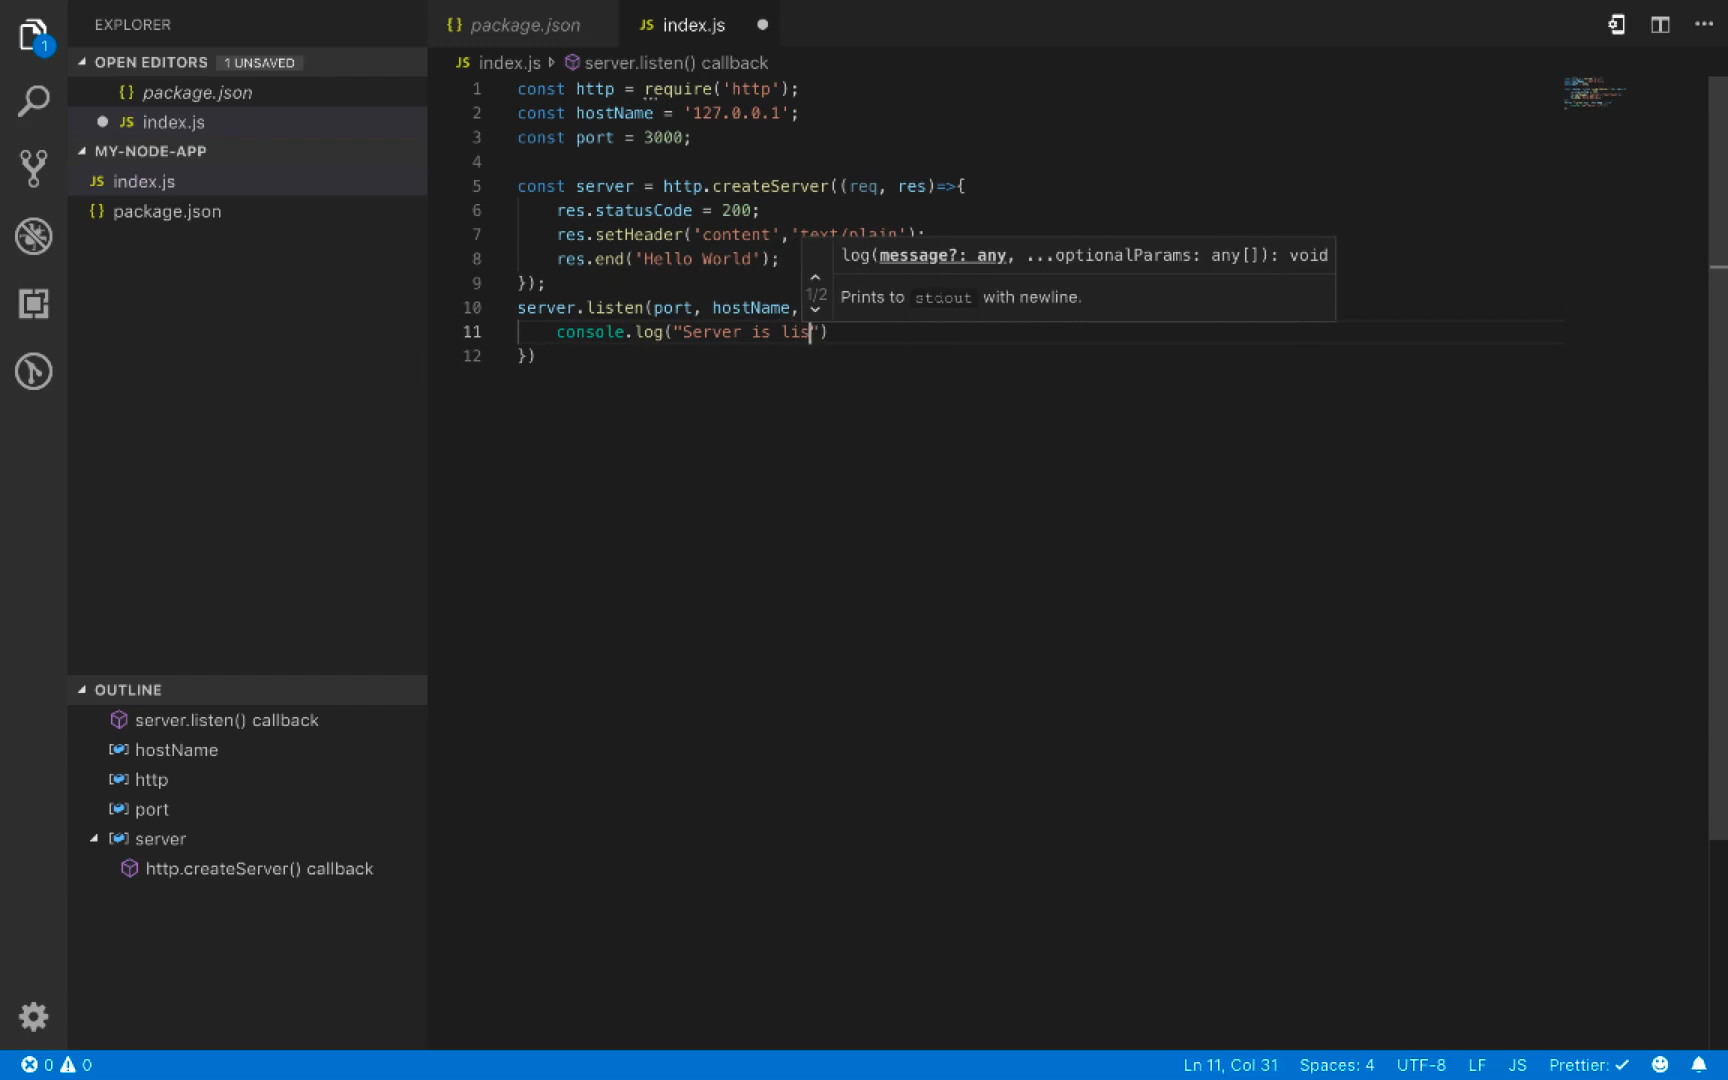 EXPLORER
{} package.json
JS index.js
1
OPEN EDITORS 1 UNSAVED
JS index.js server.listen() callback
{} package.json
JS index.js
MY-NODE-APP
JS index.js
{} package.json
1 const http = require('http');
2 const hostName = '127.0.0.1';
3 const port = 3000;
4
5 const server = http.createServer((req, res)=>{
6 res.statusCode = 200;
7 res.setHeader('content','text/plain');
8 res.end('Hello World');
9 });
10 server.listen(port, hostName,
11 console.log("Server is lis")
12 })
log(message?: any, ...optionalParams: any[]): void
1/2
Prints to stdout with newline.
OUTLINE
server.listen() callback
hostName
http
port
server
http.createServer() callback
0 0
Ln 11, Col 31 Spaces: 4 UTF-8 LF JS Prettier: ✓